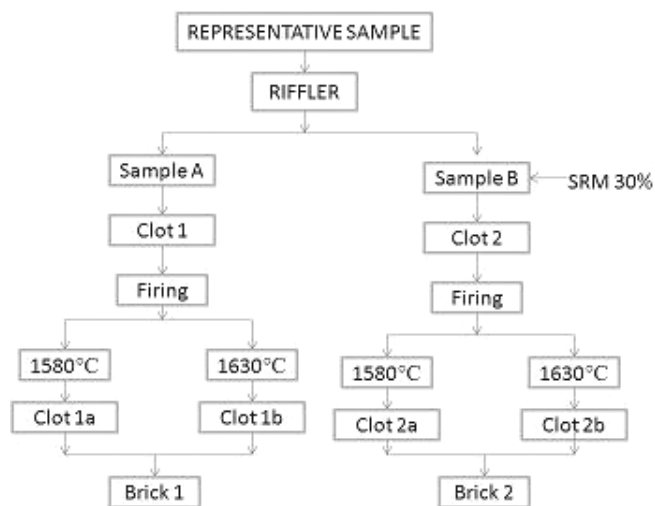 REPRESENTATIVE SAMPLE
RIFFLER
Sample A
Sample B
SRM 30%
Clot 1
Clot 2
Firing
Firing
1580°C
1630°C
1580°C
1630°C
Clot 1a
Clot 1b
Clot 2a
Clot 2b
Brick 1
Brick 2